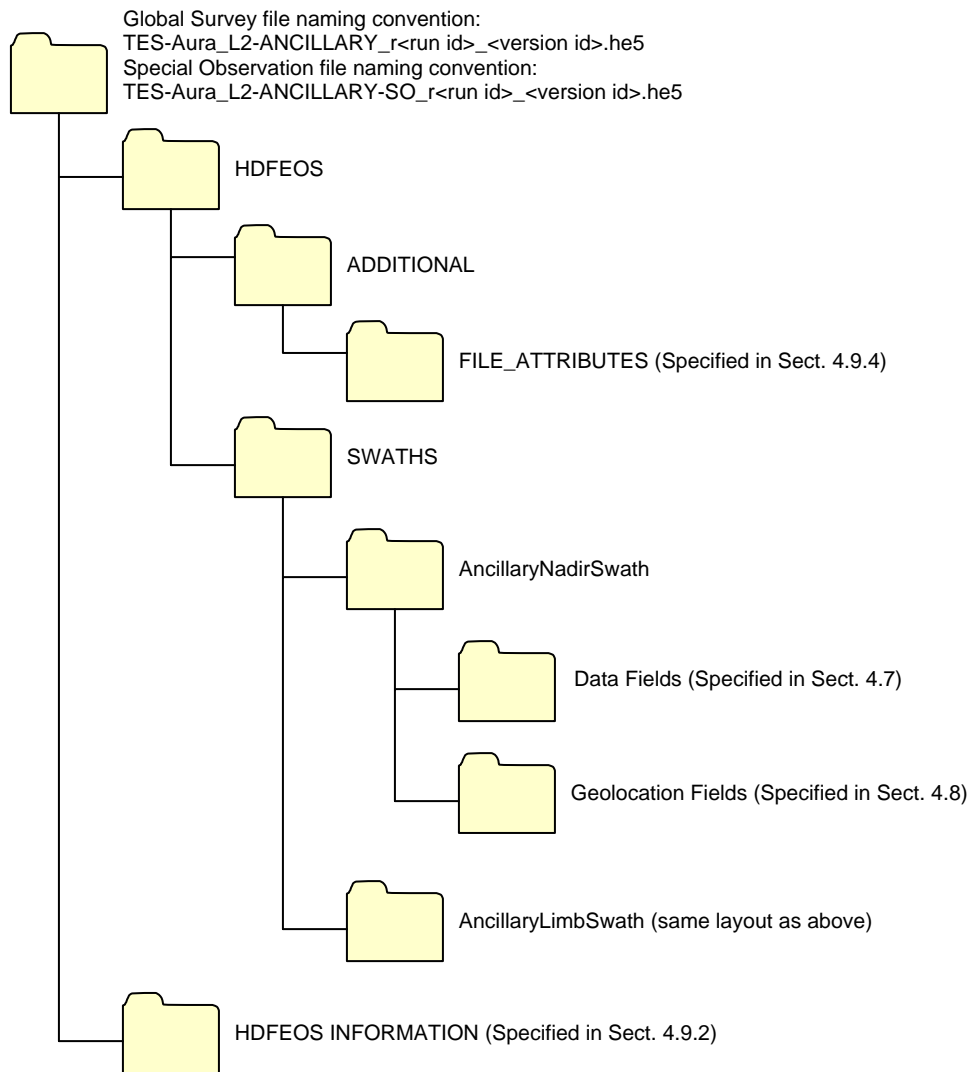 Global Survey file naming convention:
TES-Aura_L2-ANCILLARY_r<run id>_<version id>.he5
Special Observation file naming convention:
TES-Aura_L2-ANCILLARY-SO_r<run id>_<version id>.he5
HDFEOS
ADDITIONAL
FILE_ATTRIBUTES (Specified in Sect. 4.9.4)
SWATHS
AncillaryNadirSwath
Data Fields (Specified in Sect. 4.7)
Geolocation Fields (Specified in Sect. 4.8)
AncillaryLimbSwath (same layout as above)
HDFEOS INFORMATION (Specified in Sect. 4.9.2)